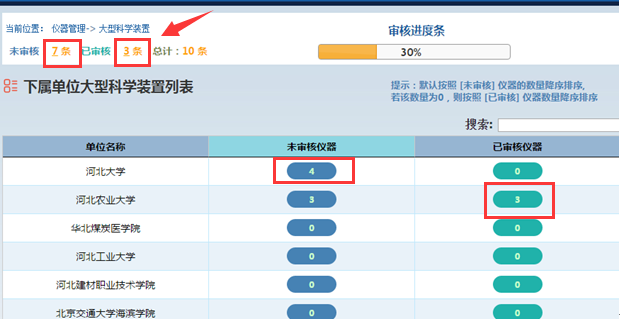 当前位置： 仪器管理-> 大型科学装置
未审核 7 条 已审核 3 条 总计：10 条
审核进度条
30%
下属单位大型科学装置列表
提示：默认按照 [未审核] 仪器的数量降序排序,
若该数量为0，则按照 [已审核] 仪器数量降序排序
搜索:
单位名称 未审核仪器 已审核仪器
河北大学 4 0
河北农业大学 3 3
华北煤炭医学院 0 0
河北工业大学 0 0
河北建材职业技术学院 0 0
北京交通大学海滨学院 0 0